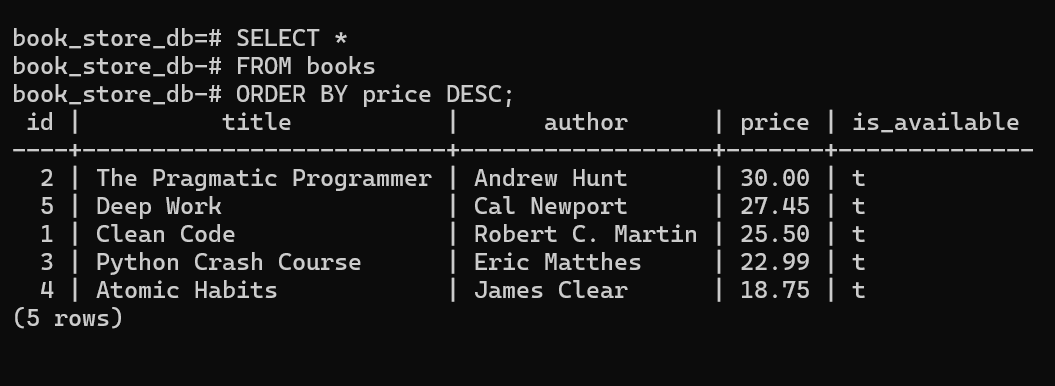 book_store_db=# SELECT *
book_store_db-# FROM books
book_store_db-# ORDER BY price DESC;
 id |          title           |      author      | price | is_available
----+--------------------------+------------------+-------+--------------
  2 | The Pragmatic Programmer | Andrew Hunt      | 30.00 | t
  5 | Deep Work                | Cal Newport      | 27.45 | t
  1 | Clean Code               | Robert C. Martin | 25.50 | t
  3 | Python Crash Course      | Eric Matthes     | 22.99 | t
  4 | Atomic Habits            | James Clear      | 18.75 | t
(5 rows)